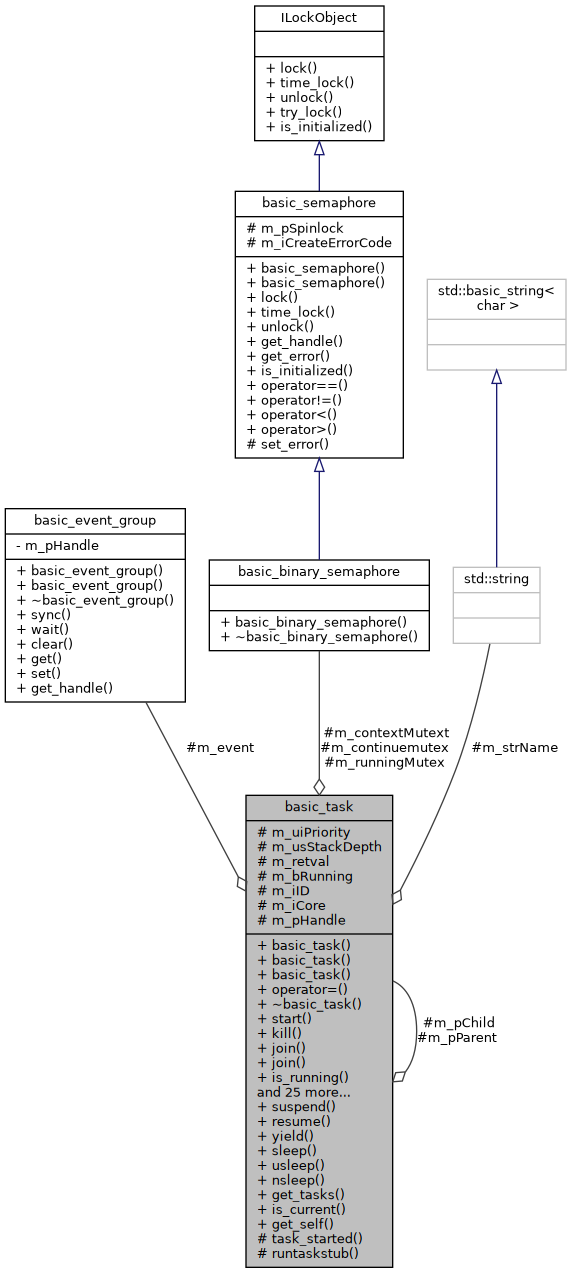 ILockObject
+ lock()
+ time_lock()
+ unlock()
+ try_lock()
+ is_initialized()
basic_semaphore
# m_pSpinlock
# m_iCreateErrorCode
+ basic_semaphore()
+ basic_semaphore()
+ lock()
+ time_lock()
+ unlock()
+ get_handle()
+ get_error()
+ is_initialized()
+ operator==()
+ operator!=()
+ operator<()
+ operator>()
# set_error()
std::basic_string<
char >
basic_event_group
- m_pHandle
+ basic_event_group()
+ basic_event_group()
+ ~basic_event_group()
+ sync()
+ wait()
+ clear()
+ get()
+ set()
+ get_handle()
basic_binary_semaphore
+ basic_binary_semaphore()
+ ~basic_binary_semaphore()
std::string
#m_event
#m_contextMutext
#m_continuemutex
#m_runningMutex
#m_strName
basic_task
# m_uiPriority
# m_usStackDepth
# m_retval
# m_bRunning
# m_iID
# m_iCore
# m_pHandle
+ basic_task()
+ basic_task()
+ basic_task()
+ operator=()
+ ~basic_task()
+ start()
+ kill()
+ join()
+ join()
+ is_running()
and 25 more...
+ suspend()
+ resume()
+ yield()
+ sleep()
+ usleep()
+ nsleep()
+ get_tasks()
+ is_current()
+ get_self()
# task_started()
# runtaskstub()
#m_pChild
#m_pParent